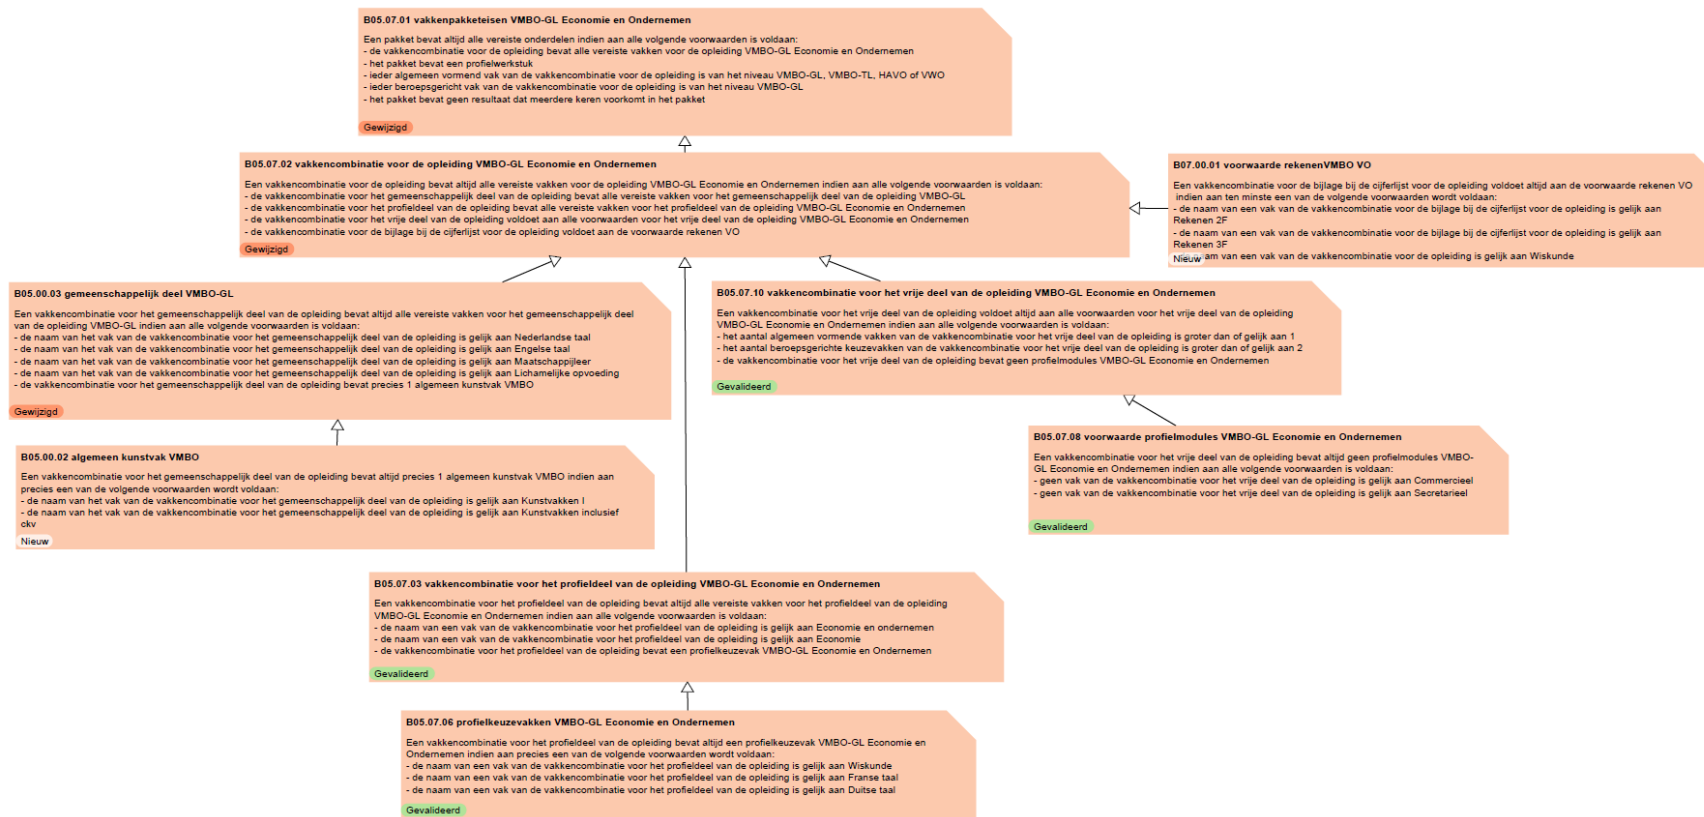 B05.07.01 vakkenpakketeisen VMBO-GL Economie en Ondernemen
Een pakket bevat altijd alle vereiste onderdelen indien aan alle volgende voorwaarden is voldaan:
- de vakkencombinatie voor de opleiding bevat alle vereiste vakken voor de opleiding VMBO-GL Economie en Ondernemen
- het pakket bevat een profielwerkstuk
- ieder algemeen vormend vak van de vakkencombinatie voor de opleiding is van het niveau VMBO-GL, VMBO-TL, HAVO of VWO
- ieder beroepsgericht vak van de vakkencombinatie voor de opleiding is van het niveau VMBO-GL
- het pakket bevat geen resultaat dat meerdere keren voorkomt in het pakket
Gewijzigd
B05.07.02 vakkencombinatie voor de opleiding VMBO-GL Economie en Ondernemen
Een vakkencombinatie voor de opleiding bevat altijd alle vereiste vakken voor de opleiding VMBO-GL Economie en Ondernemen indien aan alle volgende voorwaarden is voldaan:
- de vakkencombinatie voor het gemeenschappelijk deel van de opleiding bevat alle vereiste vakken voor het gemeenschappelijk deel van de opleiding VMBO-GL
- de vakkencombinatie voor het profieldeel van de opleiding bevat alle vereiste vakken voor het profieldeel van de opleiding VMBO-GL Economie en Ondernemen
- de vakkencombinatie voor het vrije deel van de opleiding voldoet aan alle voorwaarden voor het vrije deel van de opleiding VMBO-GL Economie en Ondernemen
- de vakkencombinatie voor de bijlage bij de cijferlijst voor de opleiding voldoet aan de voorwaarde rekenen VO
Gewijzigd
B07.00.01 voorwaarde rekenenVMBO VO
Een vakkencombinatie voor de bijlage bij de cijferlijst voor de opleiding voldoet altijd aan de voorwaarde rekenen VO
indien aan ten minste een van de volgende voorwaarden wordt voldaan:
- de naam van een vak van de vakkencombinatie voor de bijlage bij de cijferlijst voor de opleiding is gelijk aan
Rekenen 2F
- de naam van een vak van de vakkencombinatie voor de bijlage bij de cijferlijst voor de opleiding is gelijk aan
Rekenen 3F
am van een vak van de vakkencombinatie voor de opleiding is gelijk aan Wiskunde
Nieuw
B05.00.03 gemeenschappelijk deel VMBO-GL
Een vakkencombinatie voor het gemeenschappelijk deel van de opleiding bevat altijd alle vereiste vakken voor het gemeenschappelijk deel
van de opleiding VMBO-GL indien aan alle volgende voorwaarden is voldaan:
- de naam van het vak van de vakkencombinatie voor het gemeenschappelijk deel van de opleiding is gelijk aan Nederlandse taal
- de naam van het vak van de vakkencombinatie voor het gemeenschappelijk deel van de opleiding is gelijk aan Engelse taal
- de naam van het vak van de vakkencombinatie voor het gemeenschappelijk deel van de opleiding is gelijk aan Maatschappijleer
- de naam van het vak van de vakkencombinatie voor het gemeenschappelijk deel van de opleiding is gelijk aan Lichamelijke opvoeding
- de vakkencombinatie voor het gemeenschappelijk deel van de opleiding bevat precies 1 algemeen kunstvak VMBO
Gewijzigd
B05.07.10 vakkencombinatie voor het vrije deel van de opleiding VMBO-GL Economie en Ondernemen
Een vakkencombinatie voor het vrije deel van de opleiding voldoet altijd aan alle voorwaarden voor het vrije deel van de opleiding
VMBO-GL Economie en Ondernemen indien aan alle volgende voorwaarden is voldaan:
- het aantal algemeen vormende vakken van de vakkencombinatie voor het vrije deel van de opleiding is groter dan of gelijk aan 1
- het aantal beroepsgerichte keuzevakken van de vakkencombinatie voor het vrije deel van de opleiding is groter dan of gelijk aan 2
- de vakkencombinatie voor het vrije deel van de opleiding bevat geen profielmodules VMBO-GL Economie en Ondernemen
Gevalideerd
B05.00.02 algemeen kunstvak VMBO
Een vakkencombinatie voor het gemeenschappelijk deel van de opleiding bevat altijd precies 1 algemeen kunstvak VMBO indien aan
precies een van de volgende voorwaarden wordt voldaan:
- de naam van het vak van de vakkencombinatie voor het gemeenschappelijk deel van de opleiding is gelijk aan Kunstvakken I
- de naam van het vak van de vakkencombinatie voor het gemeenschappelijk deel van de opleiding is gelijk aan Kunstvakken inclusief
ckv
Nieuw
B05.07.08 voorwaarde profielmodules VMBO-GL Economie en Ondernemen
Een vakkencombinatie voor het vrije deel van de opleiding bevat altijd geen profielmodules VMBO-
GL Economie en Ondernemen indien aan alle volgende voorwaarden is voldaan:
- geen vak van de vakkencombinatie voor het vrije deel van de opleiding is gelijk aan Commercieel
- geen vak van de vakkencombinatie voor het vrije deel van de opleiding is gelijk aan Secretarieel
Gevalideerd
B05.07.03 vakkencombinatie voor het profieldeel van de opleiding VMBO-GL Economie en Ondernemen
Een vakkencombinatie voor het profieldeel van de opleiding bevat altijd alle vereiste vakken voor het profieldeel van de opleiding
VMBO-GL Economie en Ondernemen indien aan alle volgende voorwaarden is voldaan:
- de naam van een vak van de vakkencombinatie voor het profieldeel van de opleiding is gelijk aan Economie en ondernemen
- de naam van een vak van de vakkencombinatie voor het profieldeel van de opleiding is gelijk aan Economie
- de vakkencombinatie voor het profieldeel van de opleiding bevat een profielkeuzevak VMBO-GL Economie en Ondernemen
Gevalideerd
B05.07.06 profielkeuzevakken VMBO-GL Economie en Ondernemen
Een vakkencombinatie voor het profieldeel van de opleiding bevat altijd een profielkeuzevak VMBO-GL Economie en
Ondernemen indien aan precies een van de volgende voorwaarden wordt voldaan:
- de naam van een vak van de vakkencombinatie voor het profieldeel van de opleiding is gelijk aan Wiskunde
- de naam van een vak van de vakkencombinatie voor het profieldeel van de opleiding is gelijk aan Franse taal
- de naam van een vak van de vakkencombinatie voor het profieldeel van de opleiding is gelijk aan Duitse taal
Gevalideerd